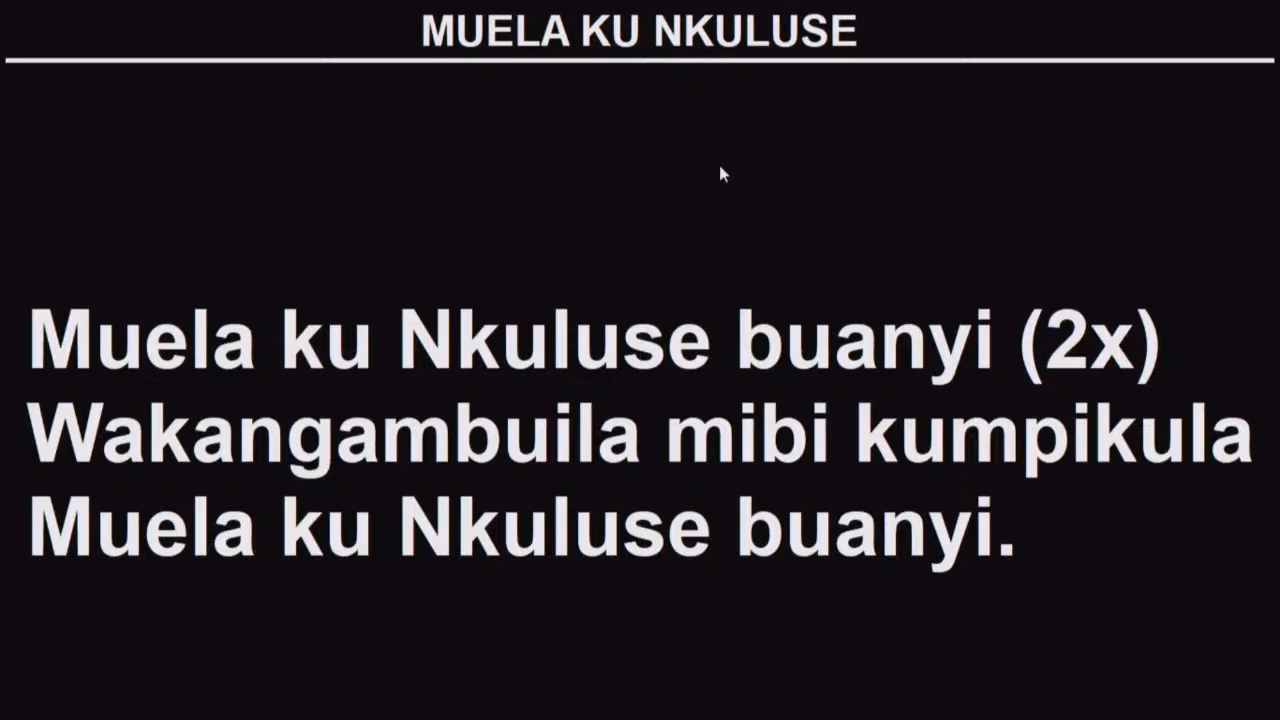 MUELA KU NKULUSE
Muela ku Nkuluse buanyi (2x)
Wakangambuila mibi kumpikula
Muela ku Nkuluse buanyi.